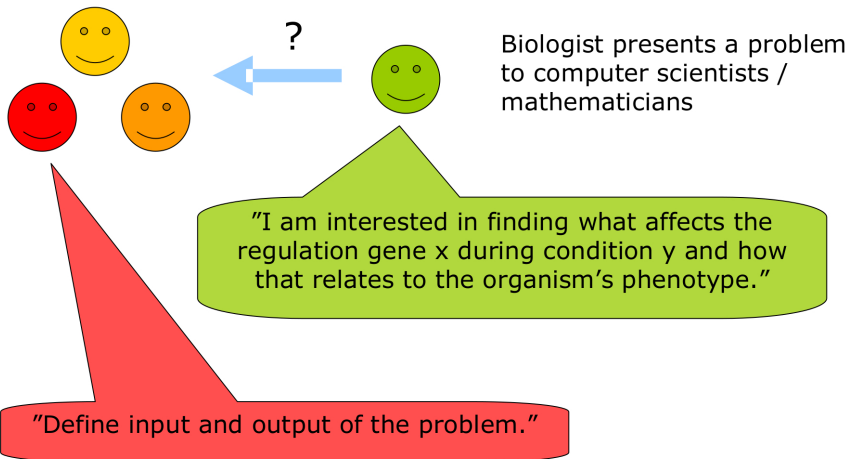 ?
Biologist presents a problem
to computer scientists /
mathematicians
”I am interested in finding what affects the
regulation gene x during condition y and how
that relates to the organism’s phenotype.”
”Define input and output of the problem.”